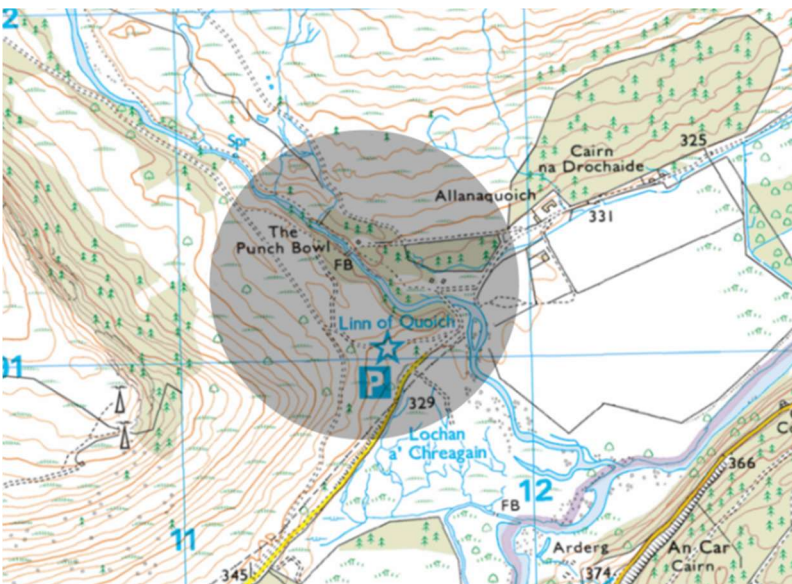 2
Spr
Cairn
na Drochaide
325
Allanaquoich
331
The
Punch Bowl
FB
Linn of Quoich
P
329
Lochan
a' Chreagain
366
12
FB
11
Arderg
An Car
Cairn
345
374